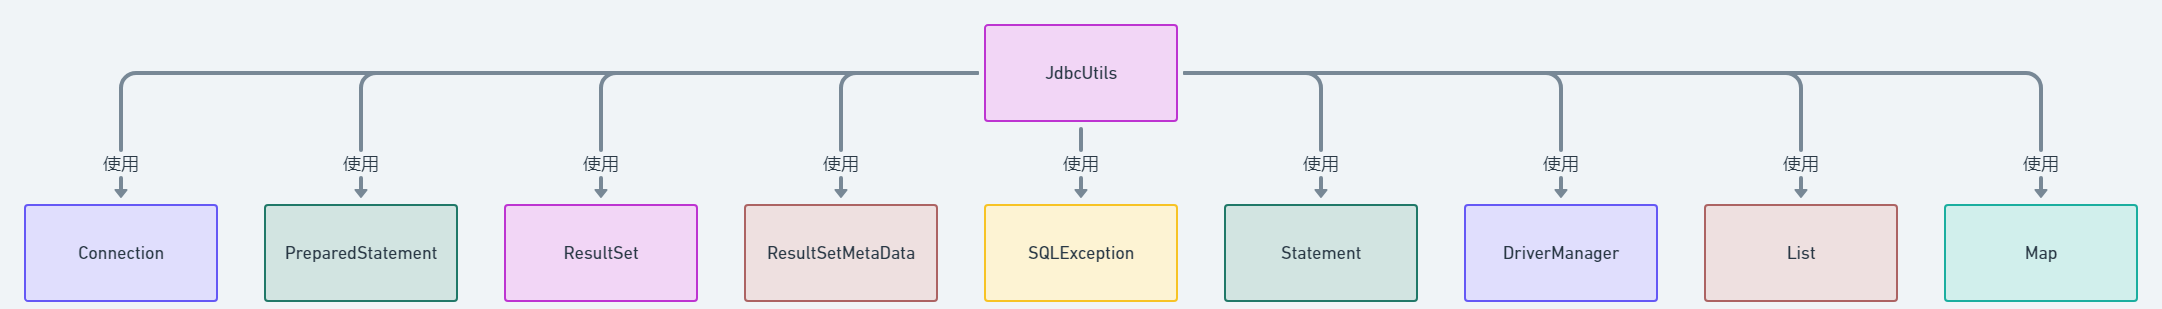 JdbcUtils
使用 使用 使用 使用 使用 使用 使用 使用 使用
Connection PreparedStatement ResultSet ResultSetMetaData SQLException Statement DriverManager List Map